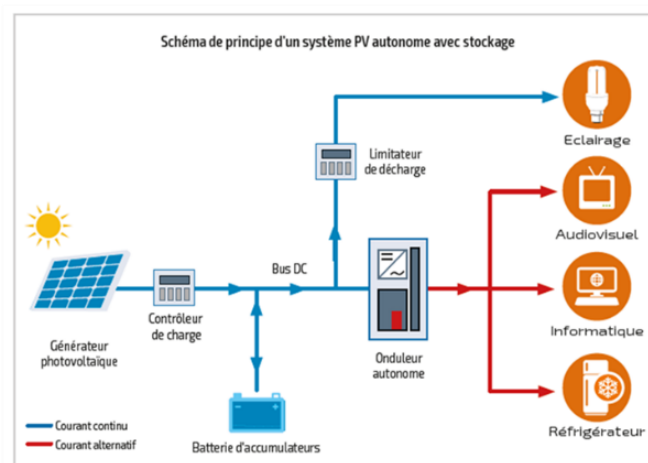 Schéma de principe d'un système PV autonome avec stockage
Eclairage
Limitateur
de décharge
Audiovisuel
Bus DC
Contrôleur
de charge
Générateur
photovoltaïque
Onduleur
autonome
Informatique
Batterie d'accumulateurs
Réfrigérateur
Courant continu
Courant alternatif